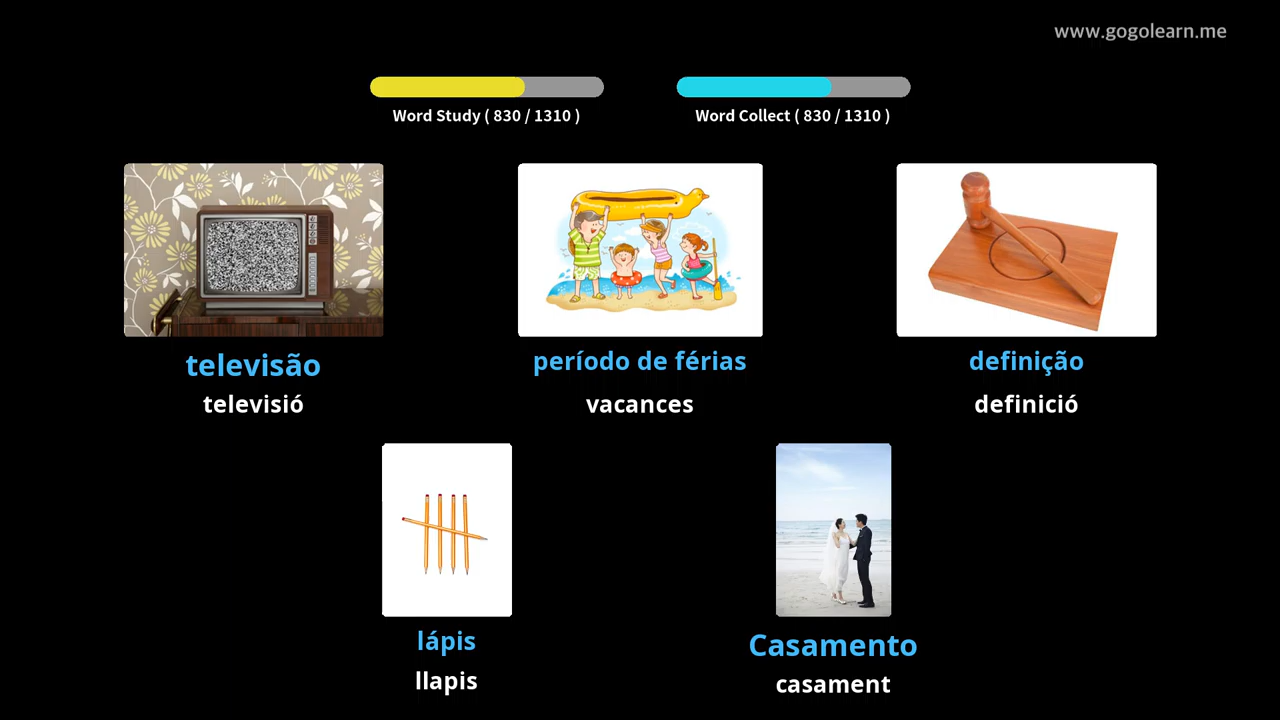 www.gogolearn.me
Word Study ( 830 / 1310 )
Word Collect ( 830 / 1310 )
televisão
televisió
período de férias
vacances
definição
definició
lápis
llapis
Casamento
casament